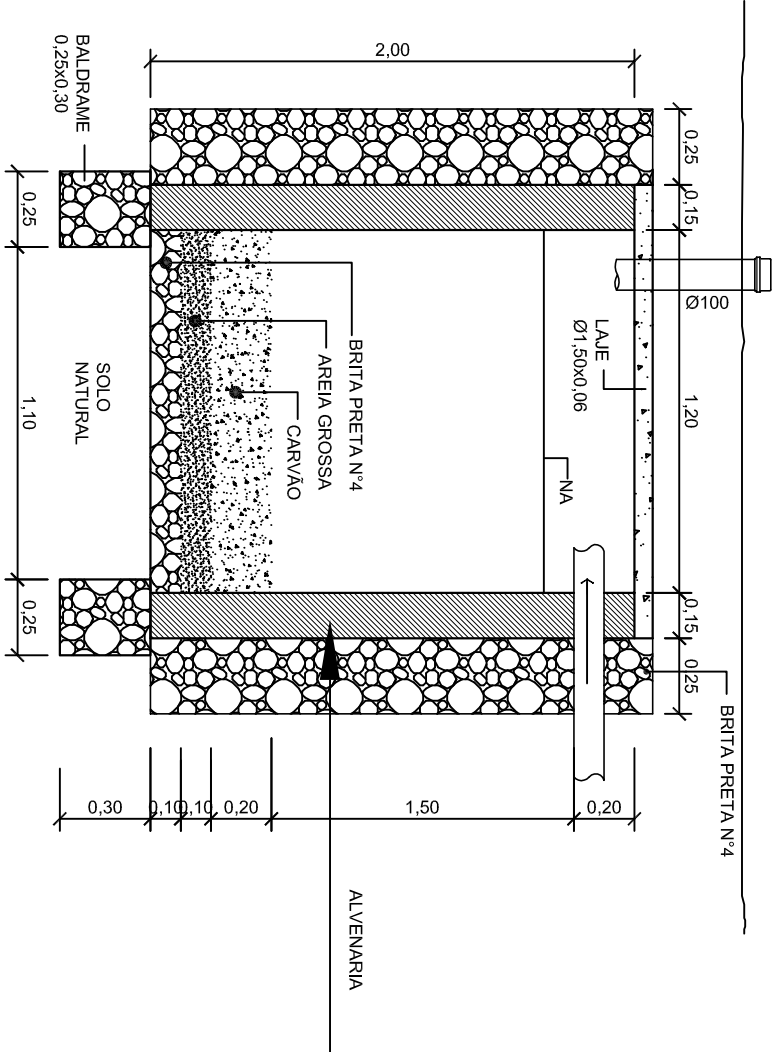 BRITA PRETA N°4
Ø100
0,25
0,15
1,20
0,15
0,25
LAJE
Ø1,50x0,06
NA
2,00
0,20
1,50
0,20
0,10
0,10
0,30
BRITA PRETA N°4
AREIA GROSSA
CARVÃO
ALVENARIA
BALDRAME
0,25x0,30
SOLO
NATURAL
0,25
1,10
0,25